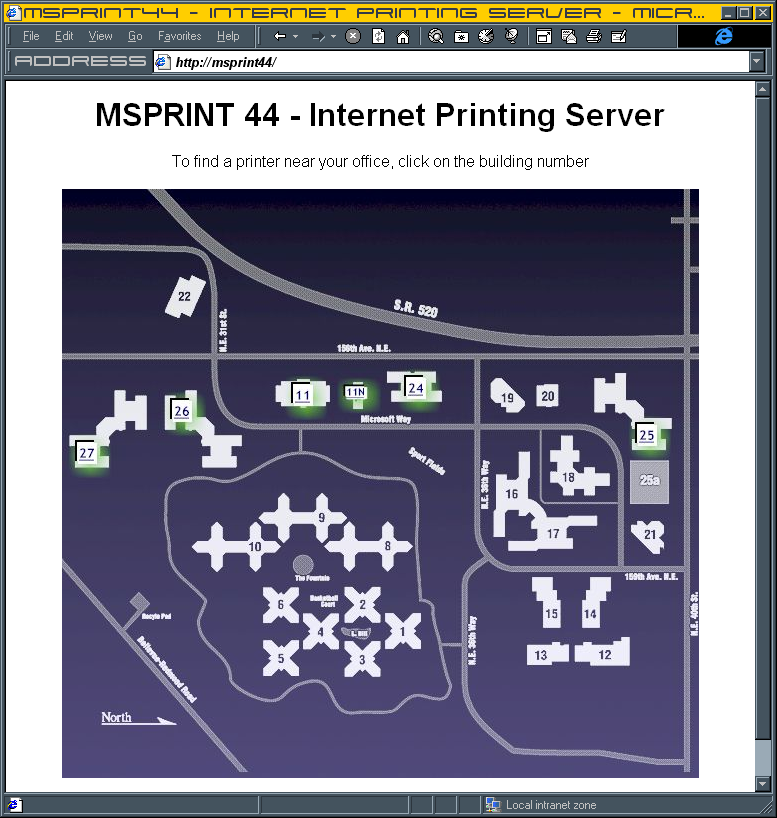 MSPRINT44 - INTERNET PRINTING SERVER - MICR...
File Edit View Go Favorites Help
ADDRESS http://msprint44/
MSPRINT 44 - Internet Printing Server
To find a printer near your office, click on the building number
22
S.R. 520
N.E. 31st St.
156th Ave. N.E.
11
11N
24
19
20
26
Microsoft Way
27
25
Sport Fields
N.E. 36th Way
18
25a
16
9
17
21
10
8
The Fountain
159th Ave. N.E.
6
Basketball
Court
2
Recyle Pad
15
14
N.E. 40th St.
4
L. Bill
1
N.E. 36th Way
5
3
13
12
Bellevue-Redmond Road
North
Local intranet zone